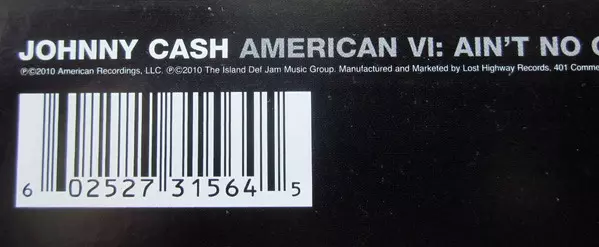 JOHNNY CASH AMERICAN VI: AIN'T NO
℗©2010 American Recordings, LLC. ℗©2010 The Island Def Jam Music Group. Manufactured and Marketed by Lost Highway Records, 401
6 02527 31564 5